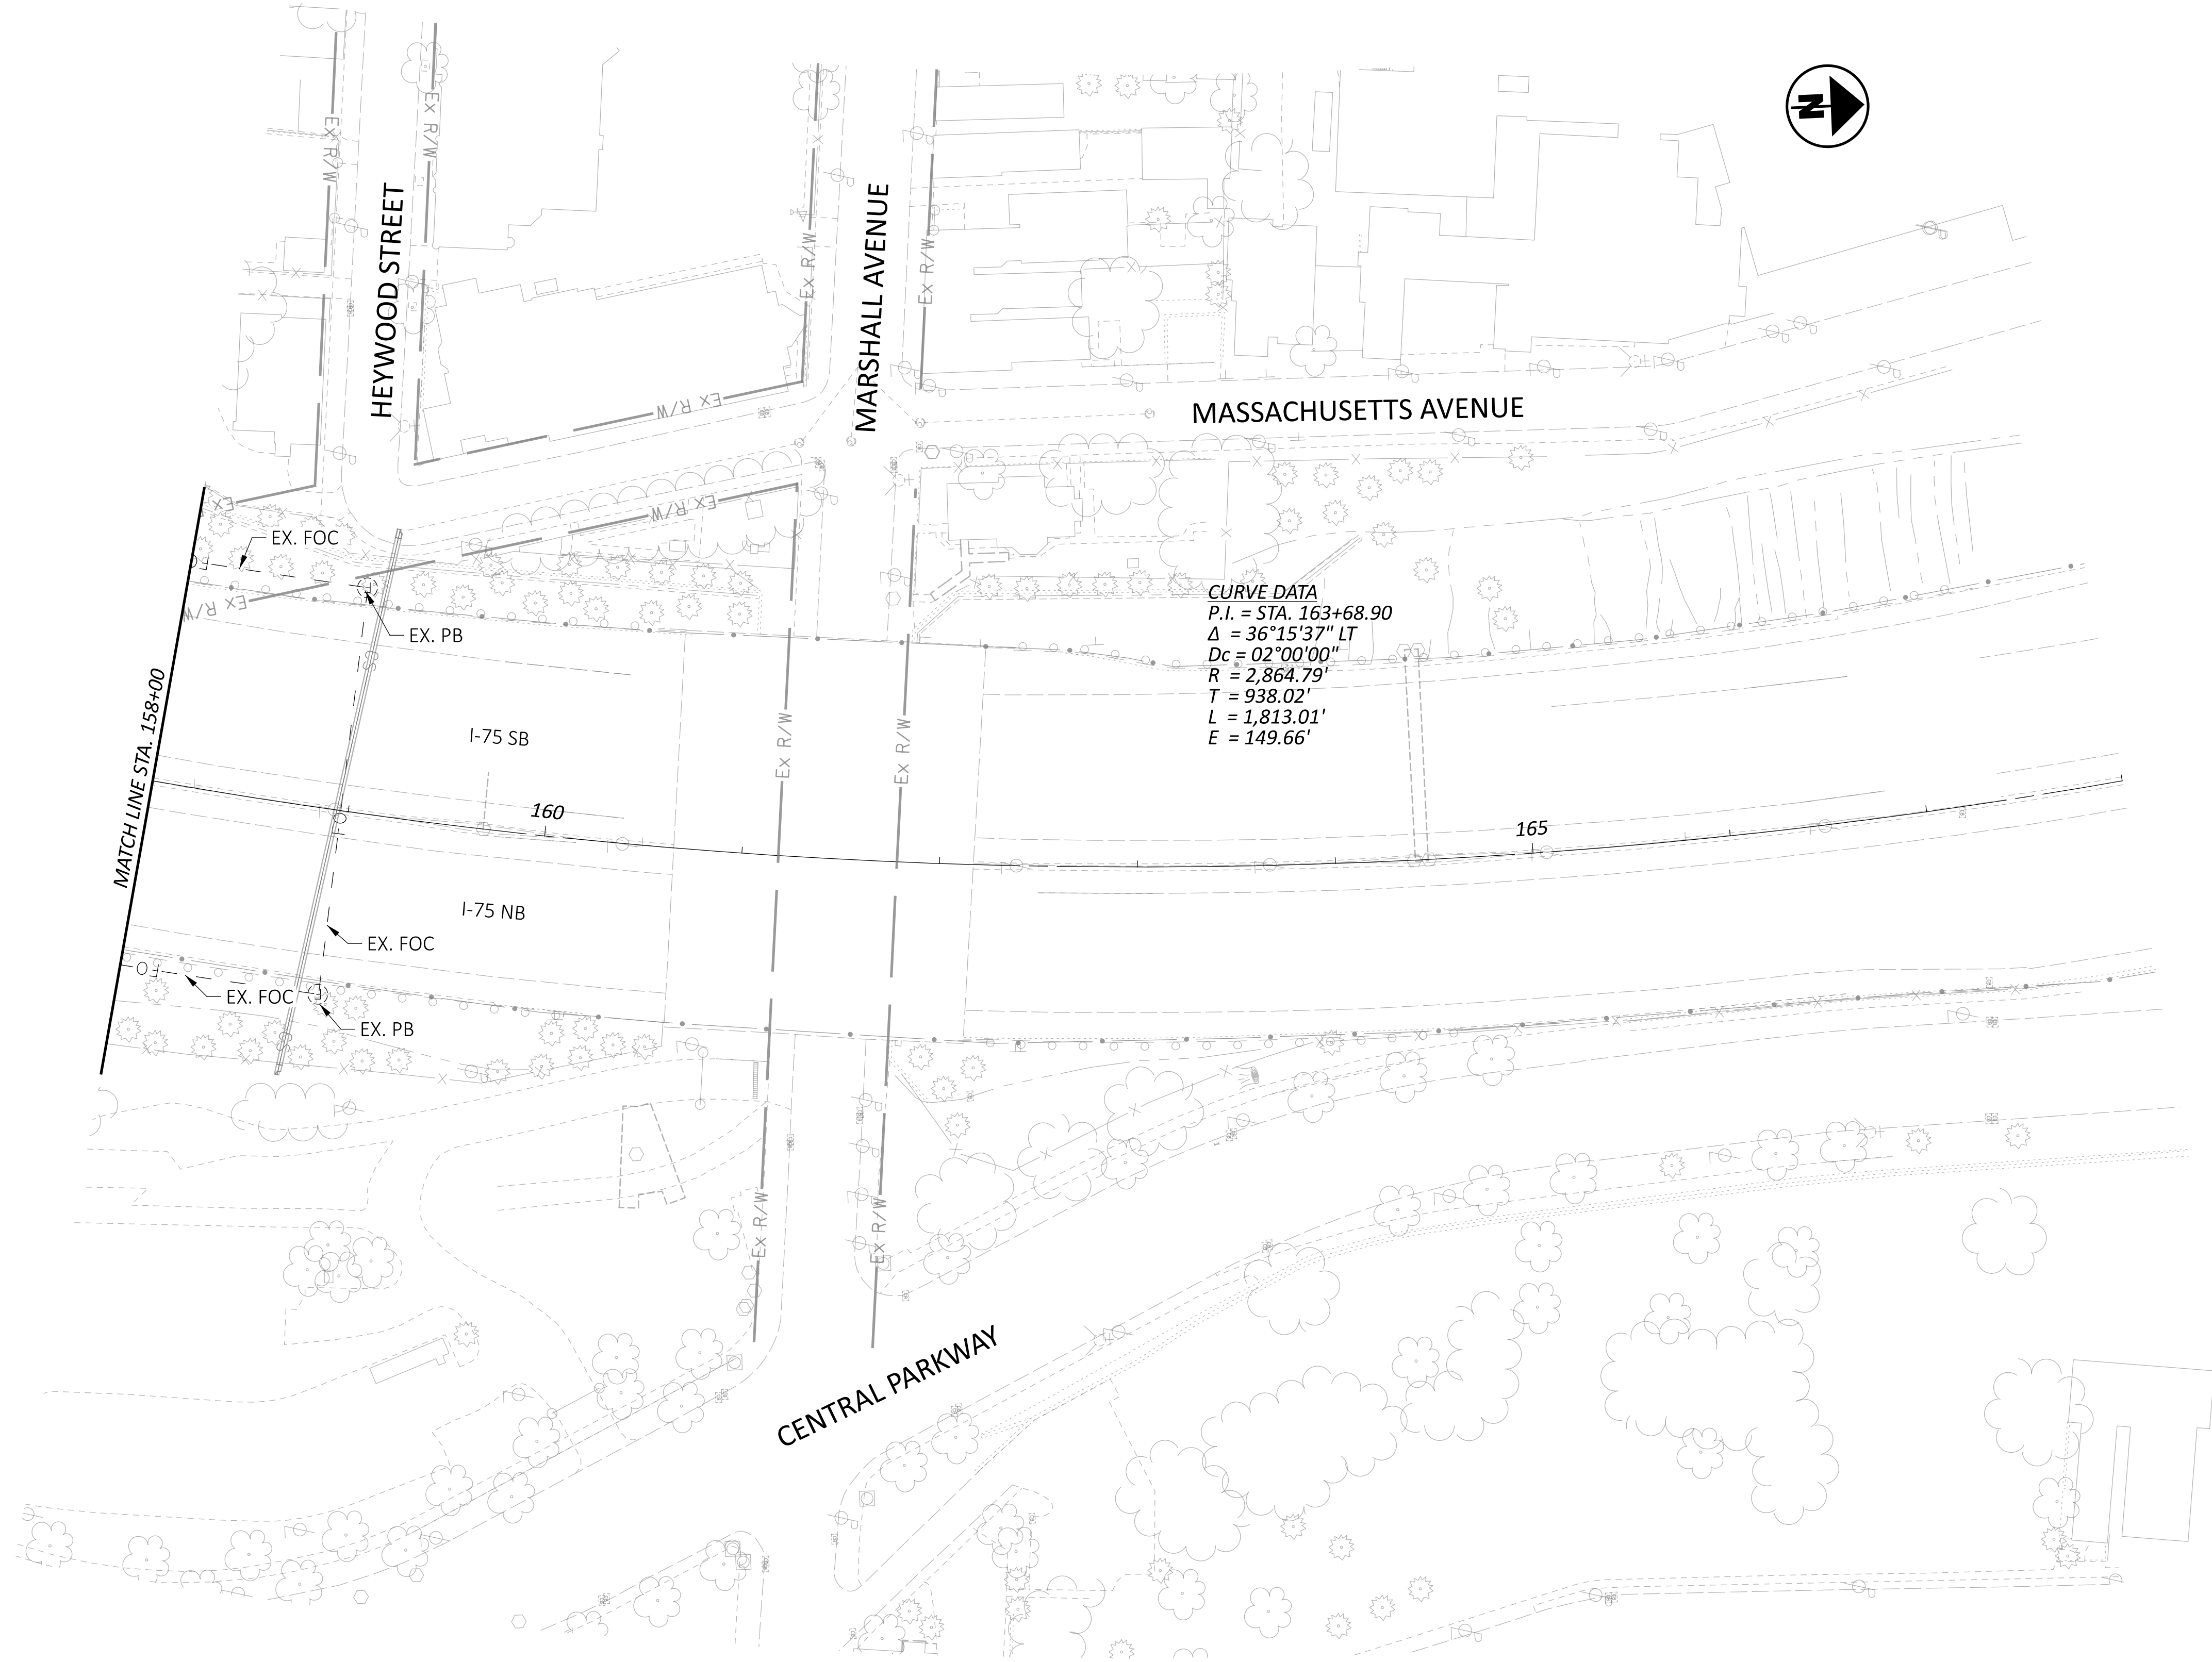 N
Ex R/W
Ex R/W
HEYWOOD STREET
Ex R/W
MARSHALL AVENUE
Ex R/W
Ex R/W
MASSACHUSETTS AVENUE
Ex R/W
EX
EX. FOC
FO
Ex R/W
EX. PB
MATCH LINE STA. 158+00
CURVE DATA
P.I. = STA. 163+68.90
Δ = 36°15'37" LT
Dc = 02°00'00"
R = 2,864.79'
T = 938.02'
L = 1,813.01'
E = 149.66'
I-75 SB
Ex R/W
Ex R/W
160
165
FO
I-75 NB
EX. FOC
FO
EX. FOC
EX. PB
Ex R/W
Ex R/W
CENTRAL PARKWAY